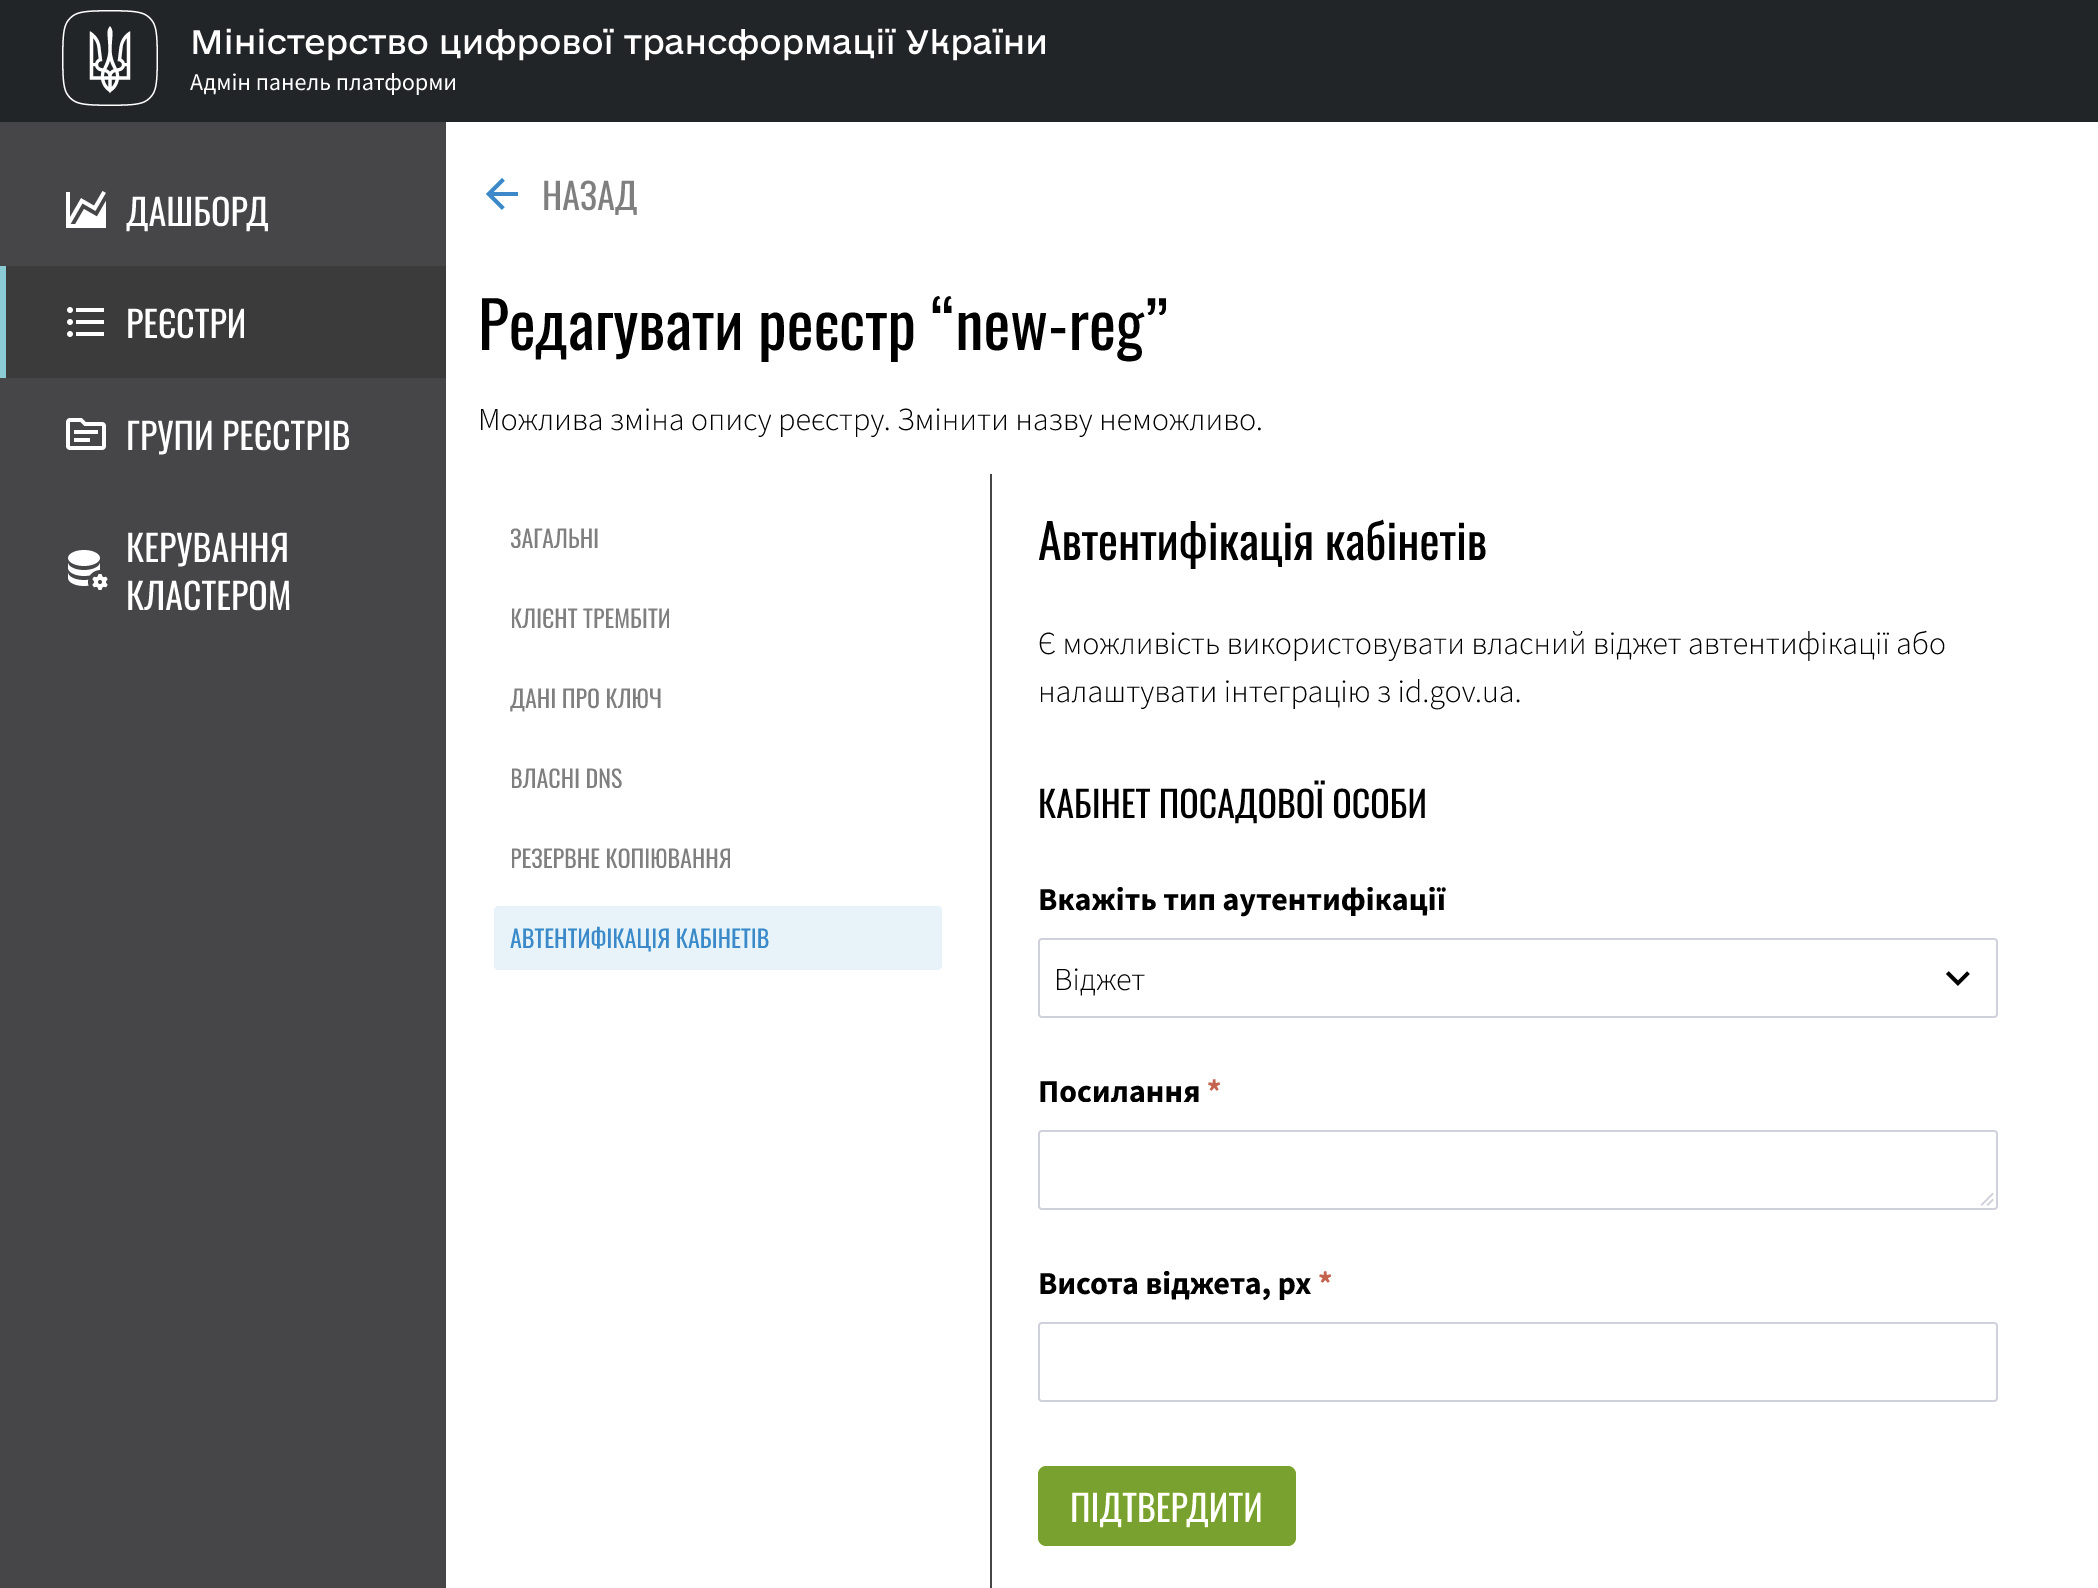 Міністерство цифрової трансформації України
Адмін панель платформи
ДАШБОРД
РЕЄСТРИ
ГРУПИ РЕЄСТРІВ
КЕРУВАННЯ
КЛАСТЕРОМ
НАЗАД
Редагувати реєстр “new-reg”
Можлива зміна опису реєстру. Змінити назву неможливо.
ЗАГАЛЬНІ
КЛІЄНТ ТРЕМБІТИ
ДАНІ ПРО КЛЮЧ
ВЛАСНІ DNS
РЕЗЕРВНЕ КОПІЮВАННЯ
АВТЕНТИФІКАЦІЯ КАБІНЕТІВ
Автентифікація кабінетів
Є можливість використовувати власний віджет автентифікації або
налаштувати інтеграцію з id.gov.ua.
КАБІНЕТ ПОСАДОВОЇ ОСОБИ
Вкажіть тип аутентифікації
Віджет
Посилання *
Висота віджета, px *
ПІДТВЕРДИТИ